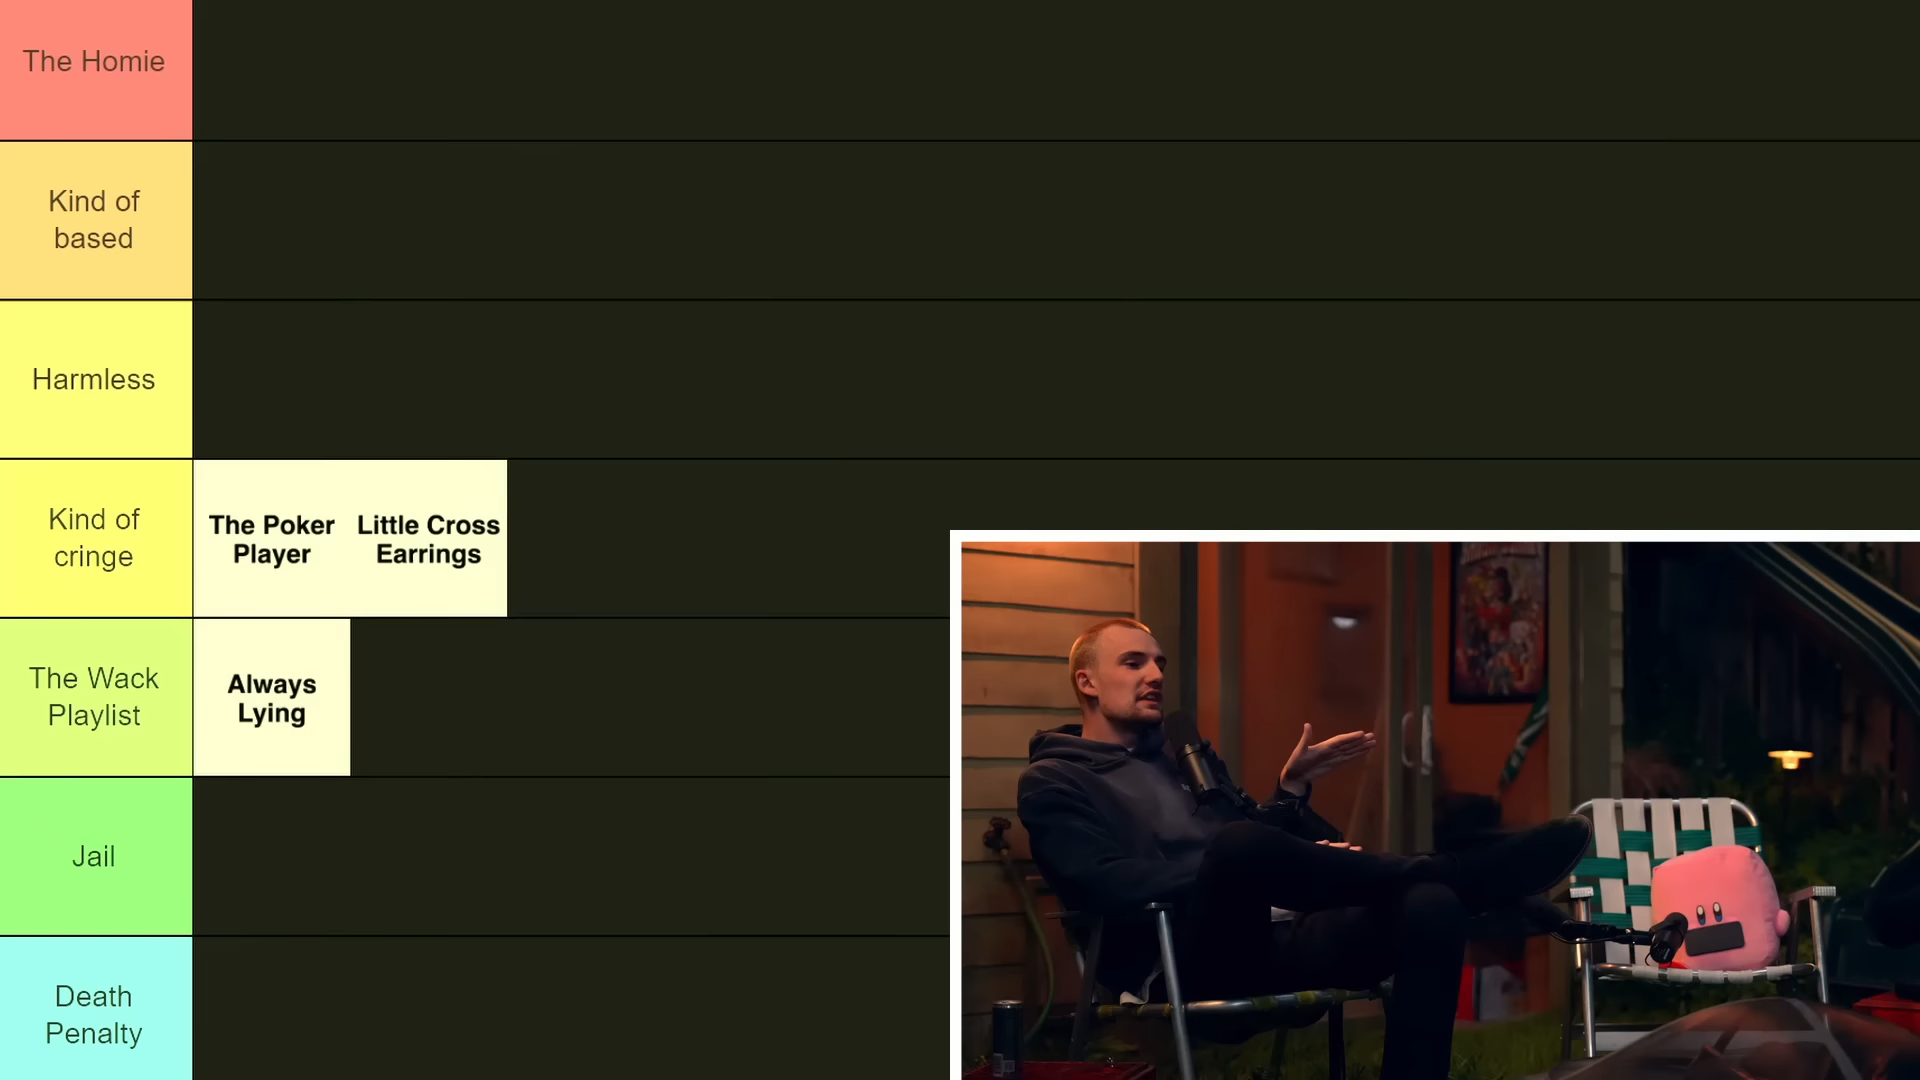 The Homie
Kind of
based
Harmless
Kind of
cringe
The Poker
Player
Little Cross
Earrings
The Wack
Playlist
Always
Lying
Jail
Death
Penalty